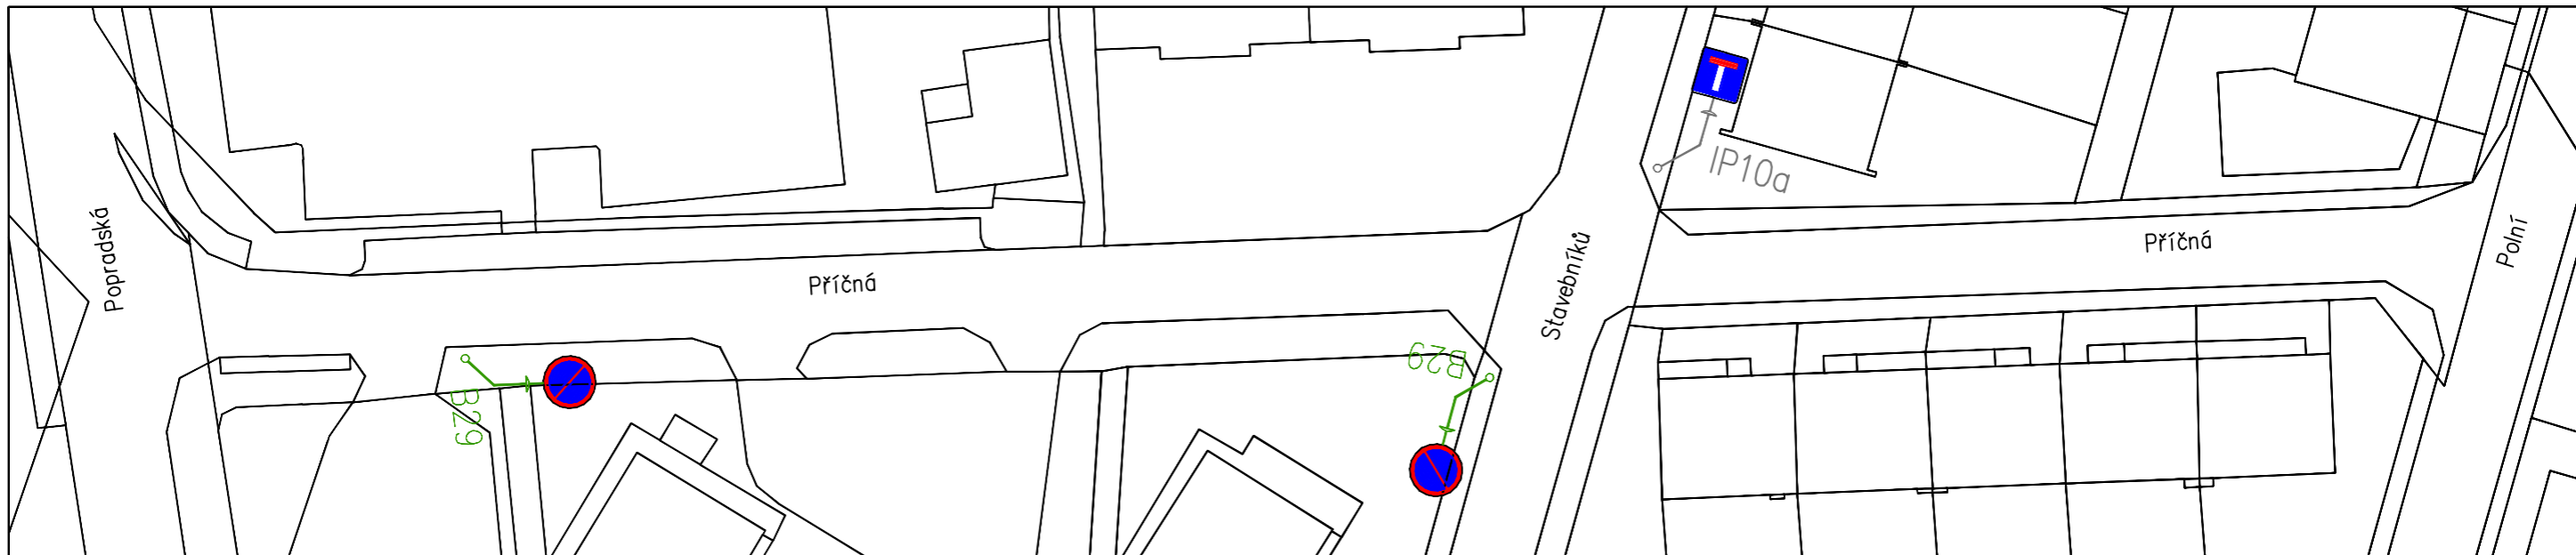 IP10a
Popradská
Příčná
Stavebníků
Příčná
Polní
B29
B29